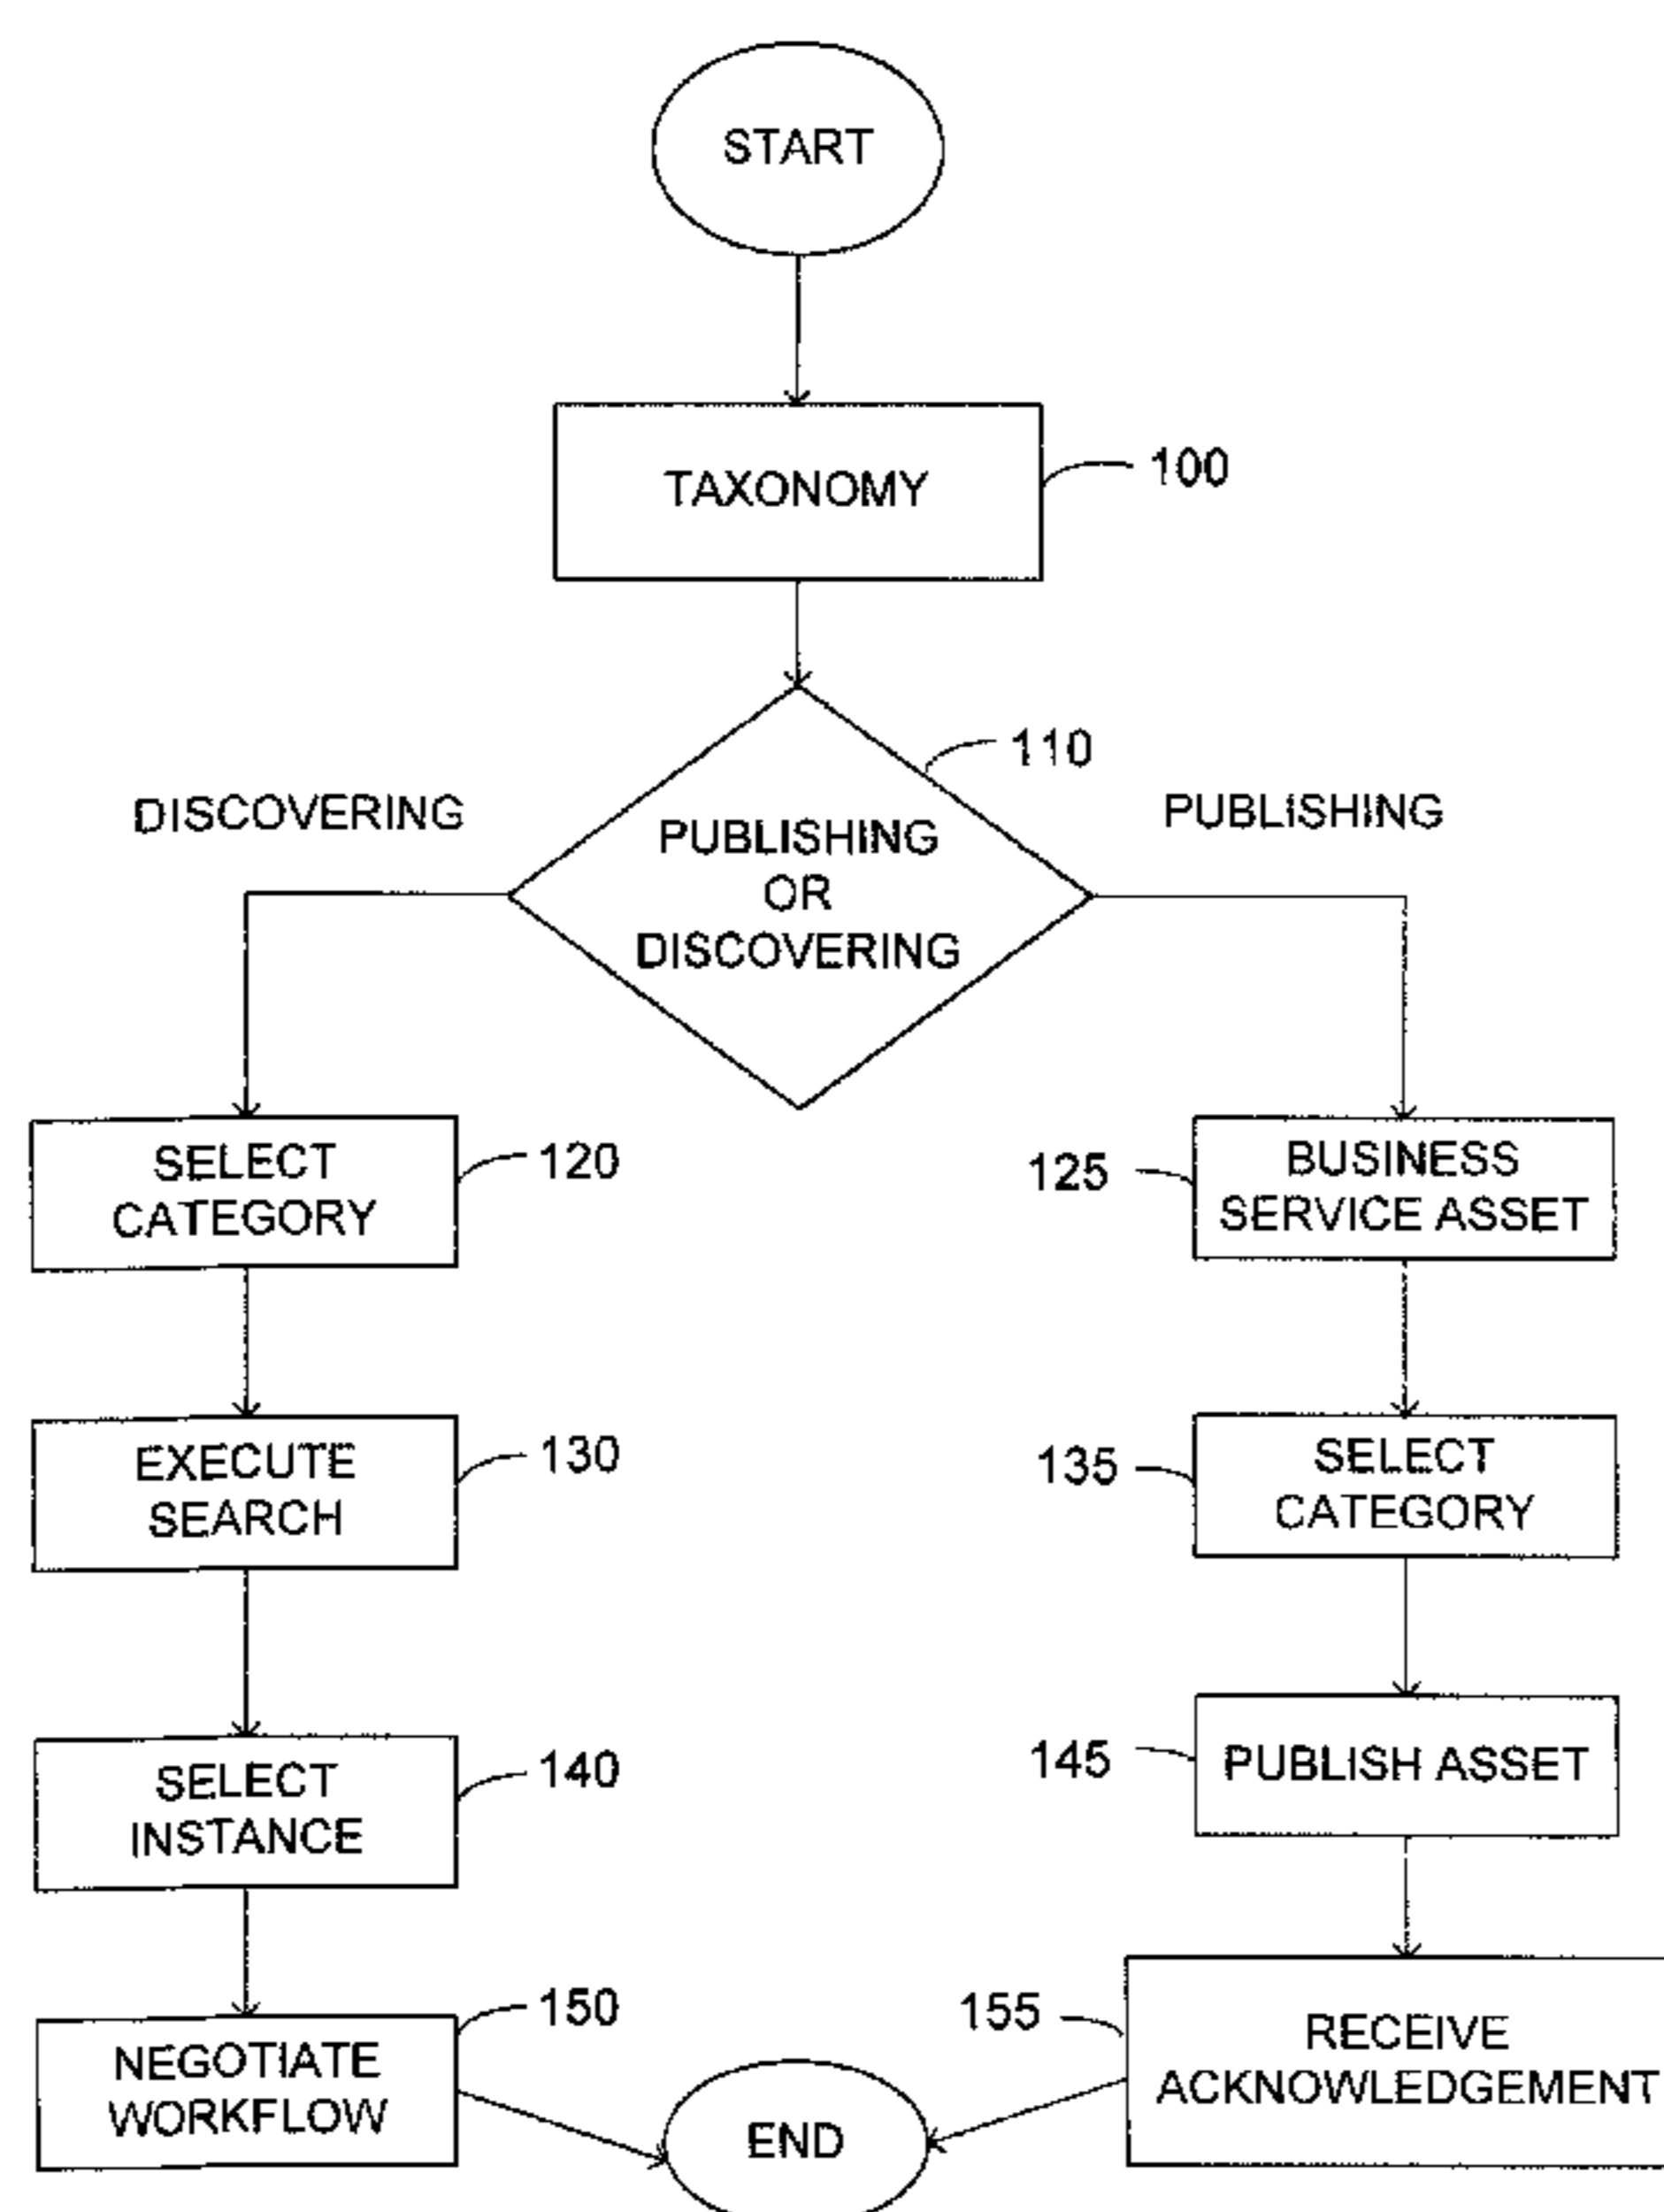 START
TAXONOMY
100
110
DISCOVERING
PUBLISHING
PUBLISHING
OR
DISCOVERING
SELECT
CATEGORY
120
125
BUSINESS
SERVICE ASSET
EXECUTE
SEARCH
130
135
SELECT
CATEGORY
SELECT
INSTANCE
140
145
PUBLISH ASSET
NEGOTIATE
WORKFLOW
150
155
RECEIVE
ACKNOWLEDGEMENT
END